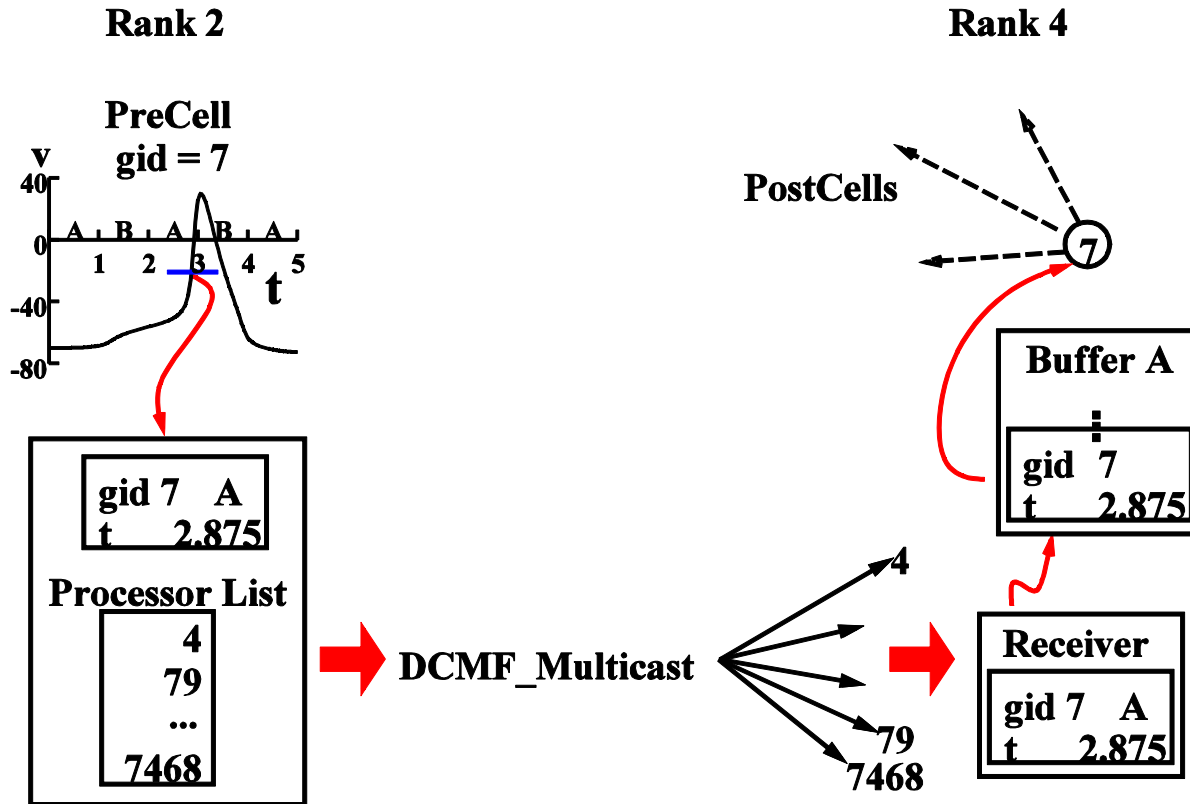 Rank 2
Rank 4
PreCell
gid = 7
v
40
A B A B A
0
1 2 3 4 5
t
-40
-80
gid 7 A
t 2.875
Processor List
4
79
...
7468
DCMF_Multicast
4
79
7468
PostCells
7
Buffer A
gid 7
t 2.875
Receiver
gid 7 A
t 2.875